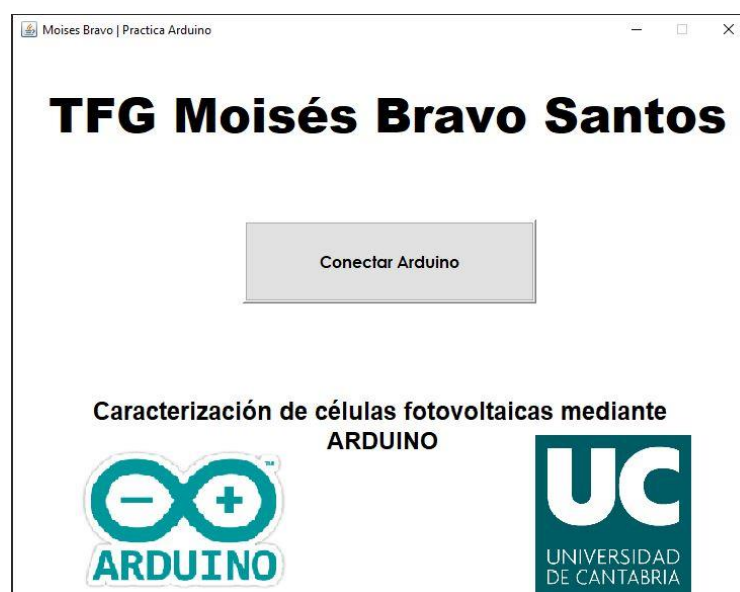 Moises Bravo | Practica Arduino
TFG Moisés Bravo Santos
Conectar Arduino
Caracterización de células fotovoltaicas mediante
ARDUINO
TM
ARDUINO
UC
UNIVERSIDAD
DE CANTABRIA